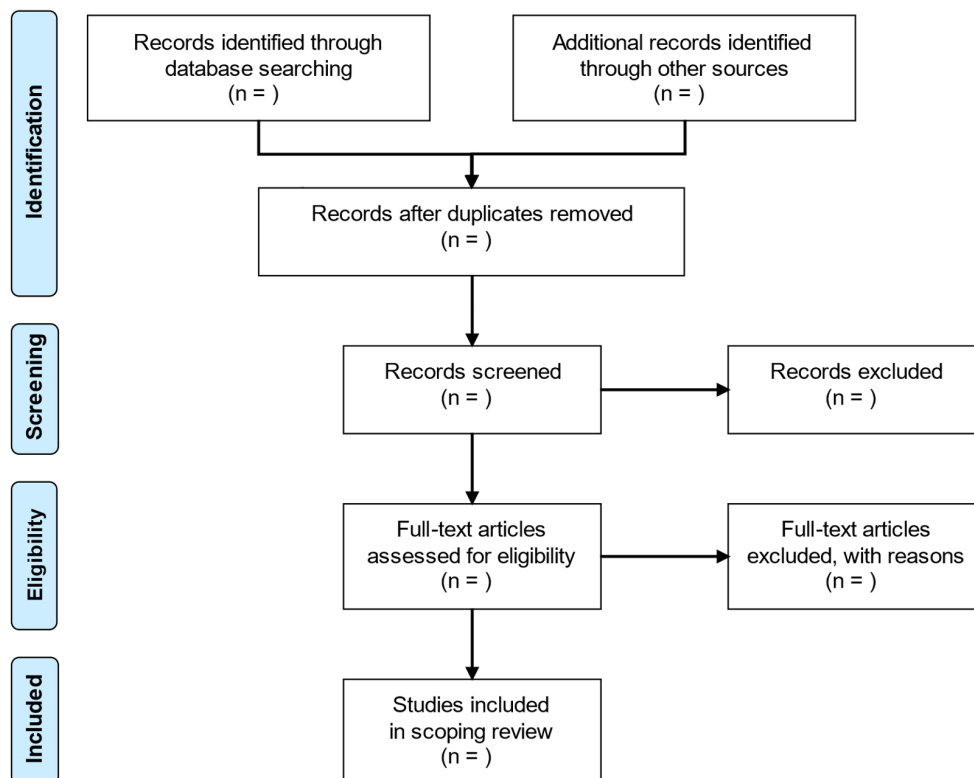 Identification
Records identified through
database searching
(n = )
Additional records identified
through other sources
(n = )
Records after duplicates removed
(n = )
Screening
Records screened
(n = )
Records excluded
(n = )
Eligibility
Full-text articles
assessed for eligibility
(n = )
Full-text articles
excluded, with reasons
(n = )
Included
Studies included
in scoping review
(n = )